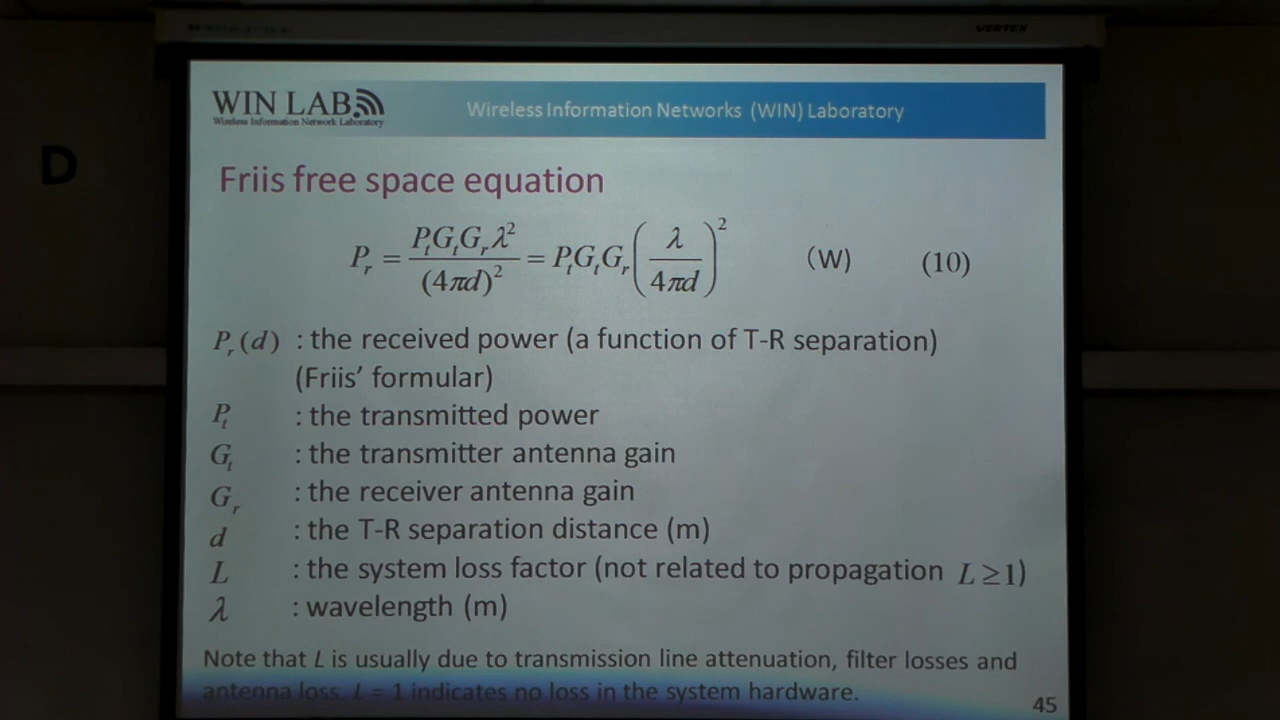 VERTEX
D
WIN LAB
Wireless Information Network Laboratory
Wireless Information Networks (WIN) Laboratory
Friis free space equation
P_r = P_tG_tG_rλ² / (4πd)² = P_tG_tG_r(λ / 4πd)² (W) (10)
P_r(d) : the received power (a function of T-R separation)
(Friis' formular)
P_t : the transmitted power
G_t : the transmitter antenna gain
G_r : the receiver antenna gain
d : the T-R separation distance (m)
L : the system loss factor (not related to propagation L ≥ 1)
λ : wavelength (m)
Note that L is usually due to transmission line attenuation, filter losses and
antenna loss. L = 1 indicates no loss in the system hardware.
45